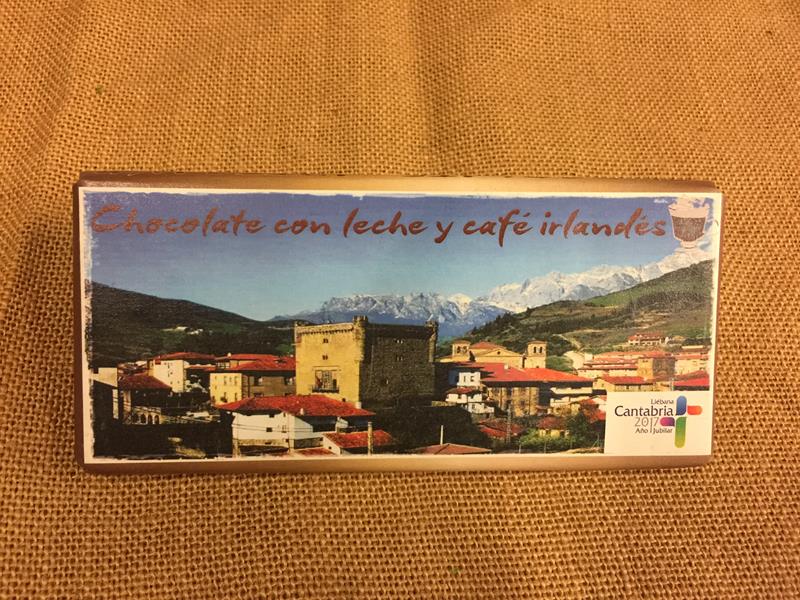 Chocolate con leche y café irlandés
Liébana
Cantabria
2017
Año Jubilar